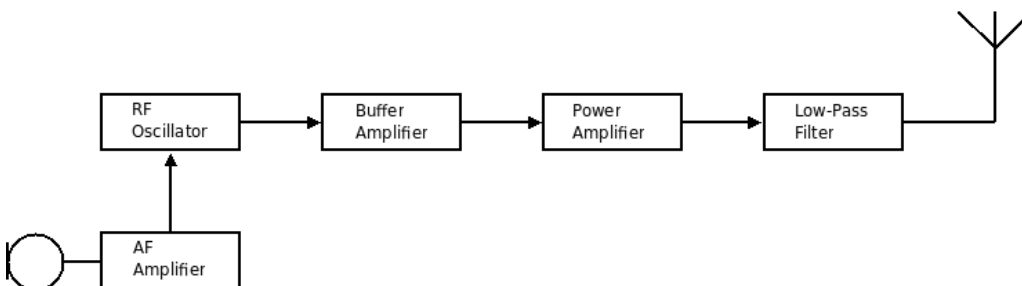 RF
Oscillator
Buffer
Amplifier
Power
Amplifier
Low-Pass
Filter
AF
Amplifier